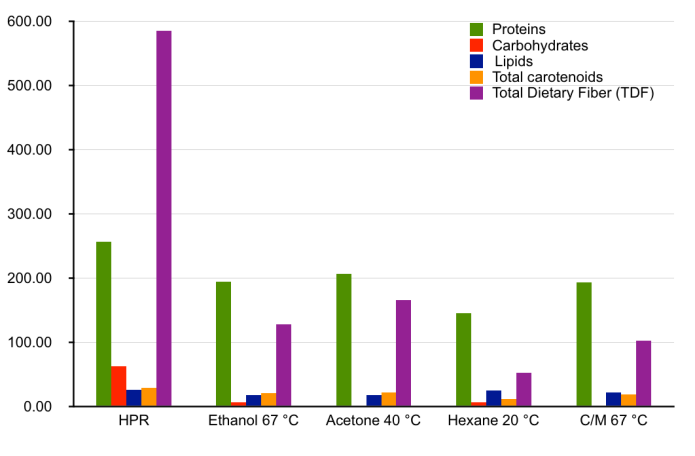 600.00
500.00
400.00
300.00
200.00
100.00
0.00
Proteins
Carbohydrates
Lipids
Total carotenoids
Total Dietary Fiber (TDF)
HPR Ethanol 67 °C Acetone 40 °C Hexane 20 °C C/M 67 °C